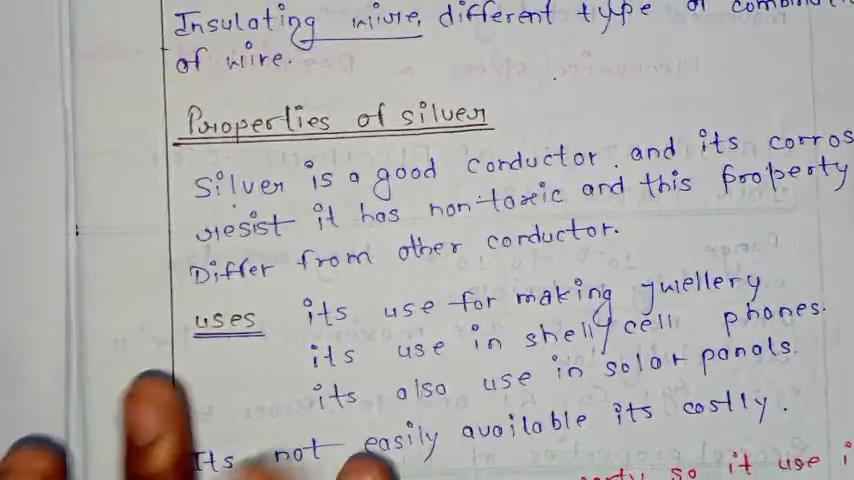 Insulating wire, different type of combin
of wire.
Properties of silver
Silver is a good conductor. and its corros
resist it has non-toxic and this property
Differ from other conductor.
uses its use for making jwellery
its use in shell/cell phones.
its also use in solar panals.
Its not easily available its costly.
so it use i